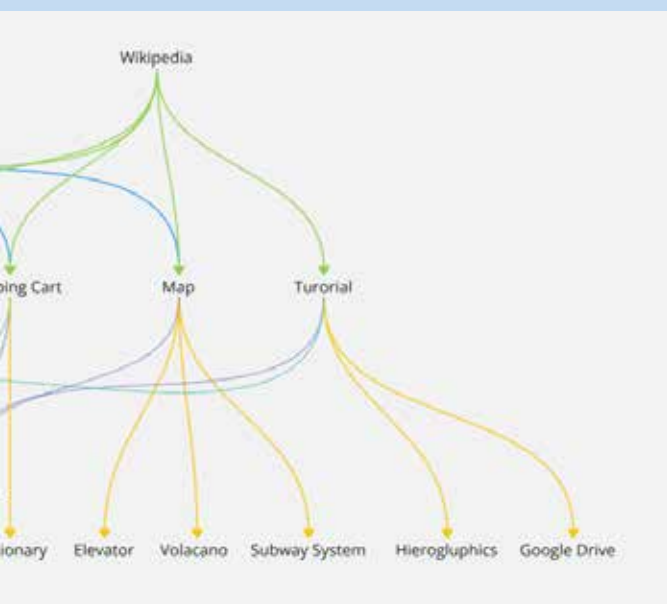 Wikipedia
ping Cart
Map
Turorial
ionary
Elevator
Volacano
Subway System
Hierogluphics
Google Drive